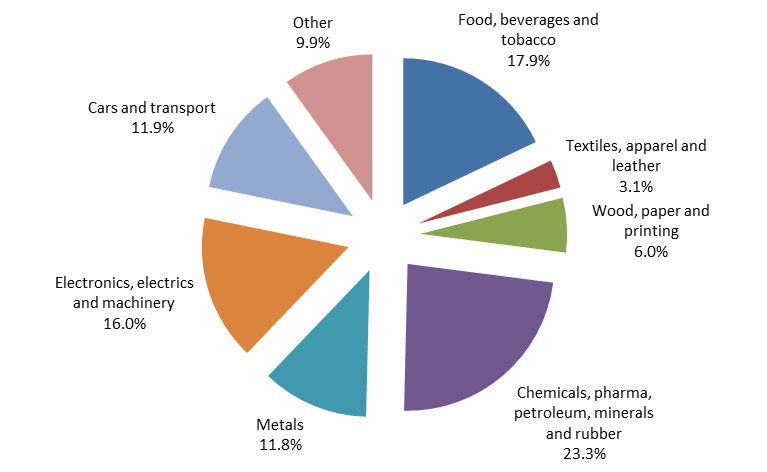 Food, beverages and
tobacco
17.9%
Textiles, apparel and
leather
3.1%
Wood, paper and
printing
6.0%
Chemicals, pharma,
petroleum, minerals
and rubber
23.3%
Metals
11.8%
Electronics, electrics
and machinery
16.0%
Cars and transport
11.9%
Other
9.9%